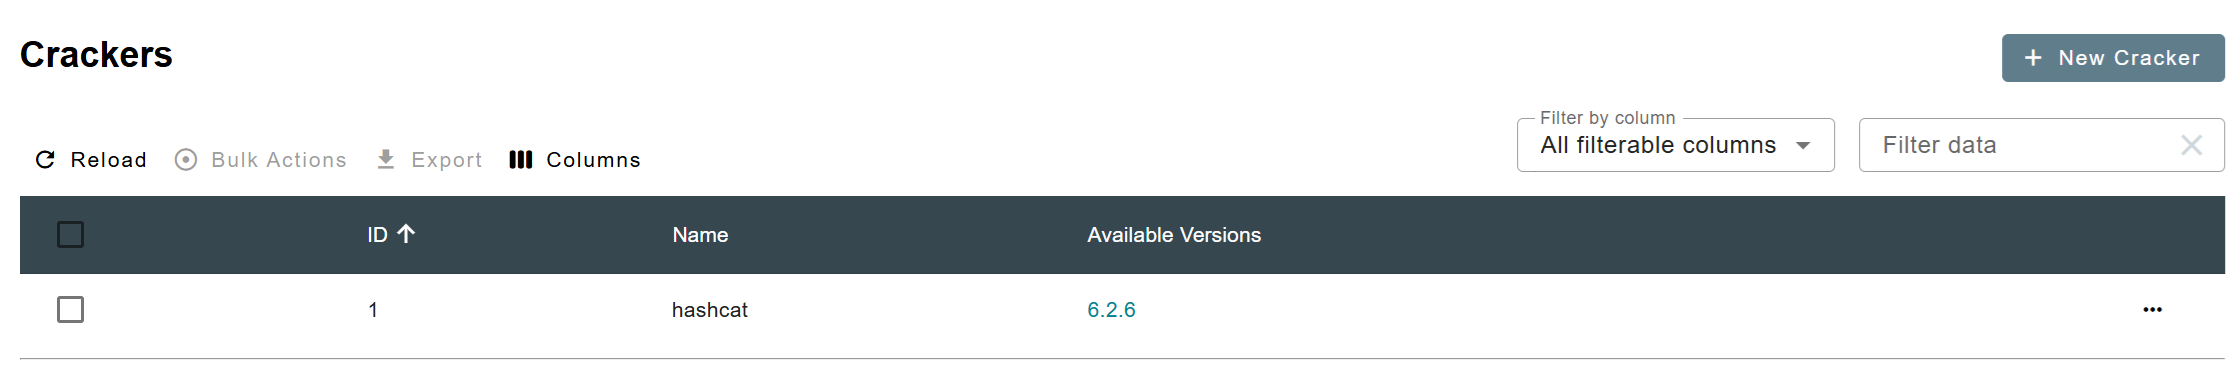 Crackers
+ New Cracker
Reload Bulk Actions Export Columns
Filter by column
All filterable columns
Filter data
ID Name Available Versions
1 hashcat 6.2.6